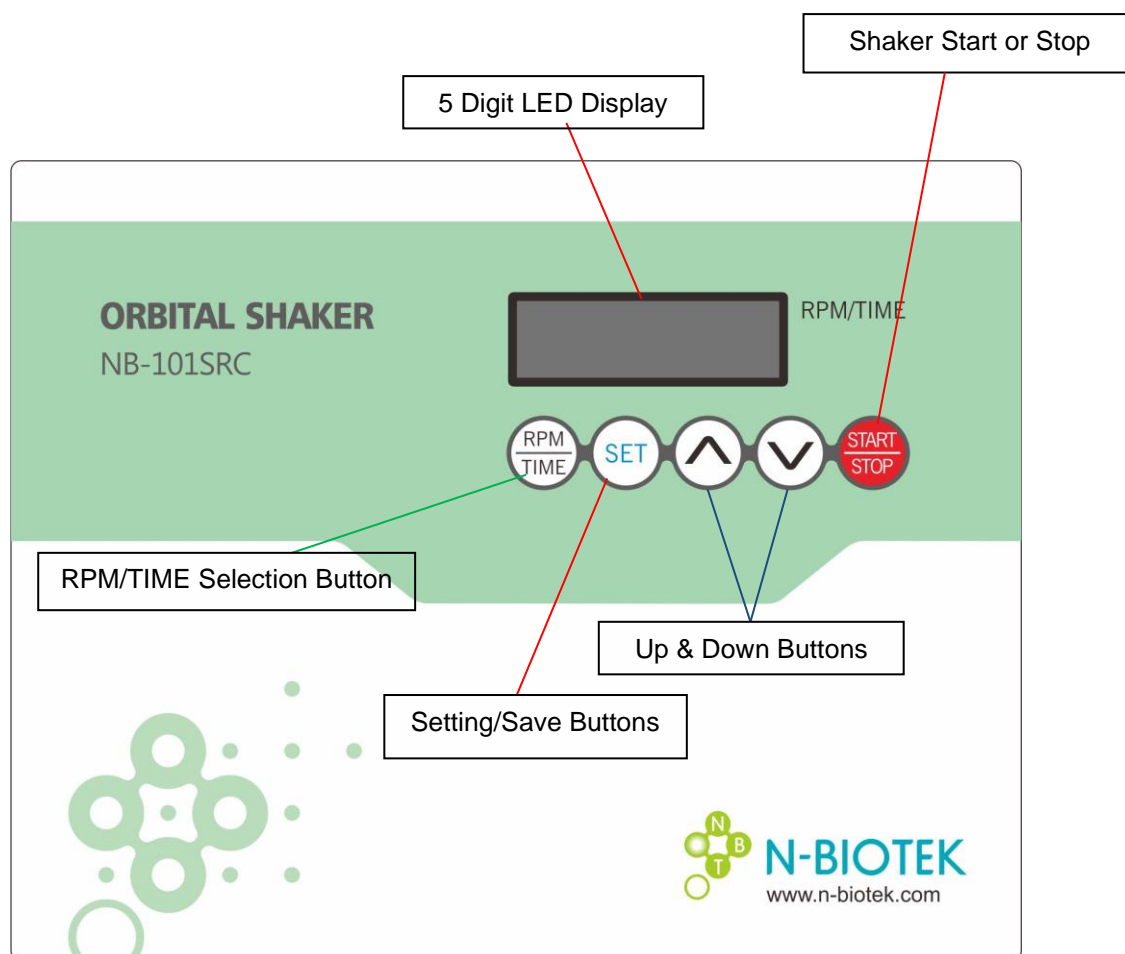 Shaker Start or Stop
5 Digit LED Display
ORBITAL SHAKER
NB-101SRC
RPM/TIME
RPM
TIME
SET
START
STOP
RPM/TIME Selection Button
Up & Down Buttons
Setting/Save Buttons
N
B
T
N-BIOTEK
www.n-biotek.com